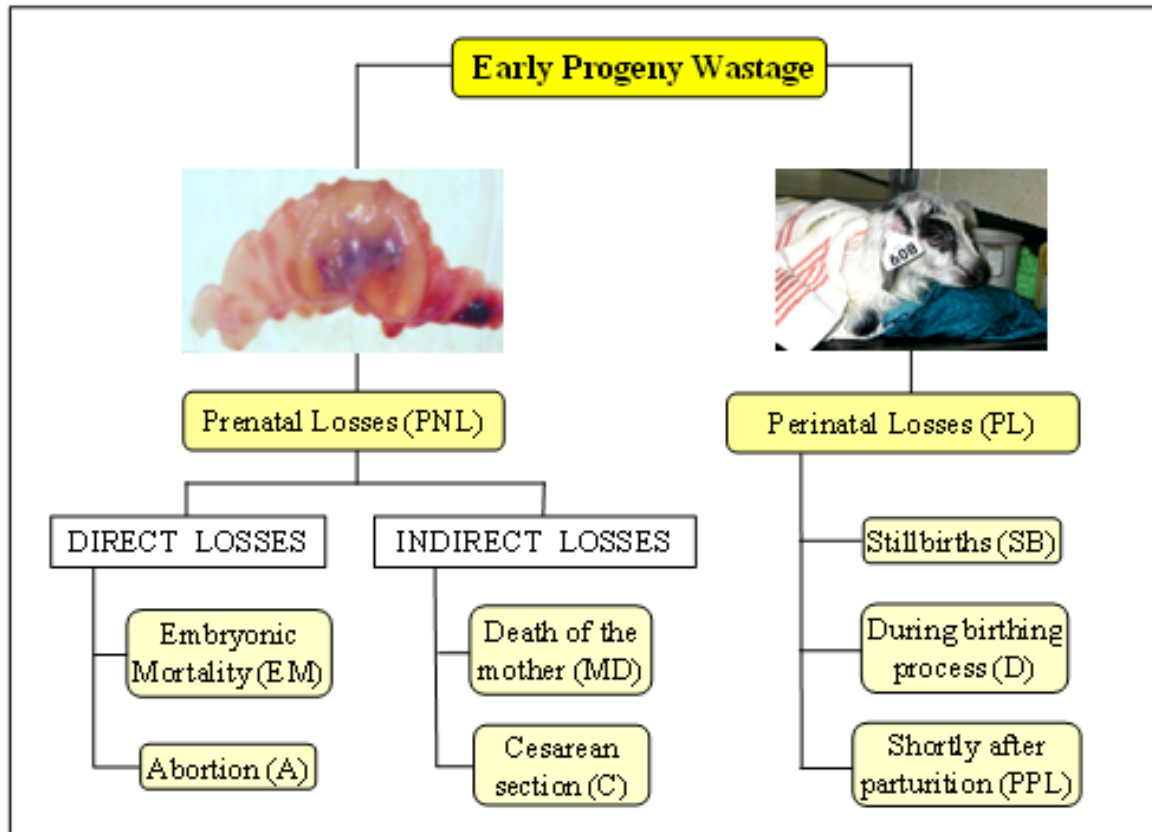 Early Progeny Wastage
608
Prenatal Losses (PNL)
Perinatal Losses (PL)
DIRECT LOSSES
INDIRECT LOSSES
Embryonic
Mortality (EM)
Abortion (A)
Death of the
mother (MD)
Cesarean
section (C)
Stillbirths (SB)
During birthing
process (D)
Shortly after
parturition (PPL)